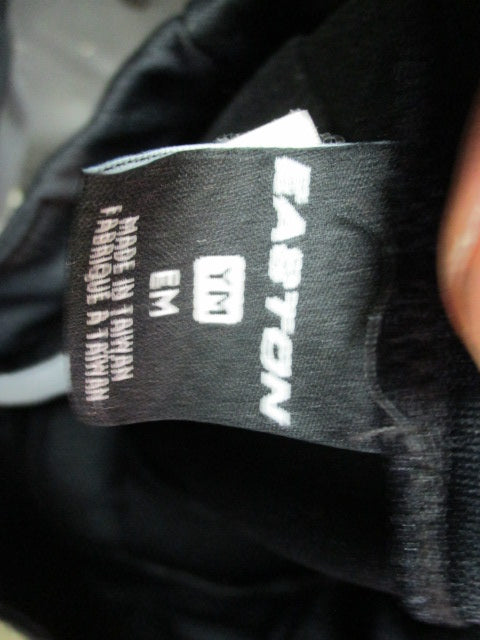 EASTON
YM
EM
MADE IN TAIWAN
FABRIQUE A TAIWAN